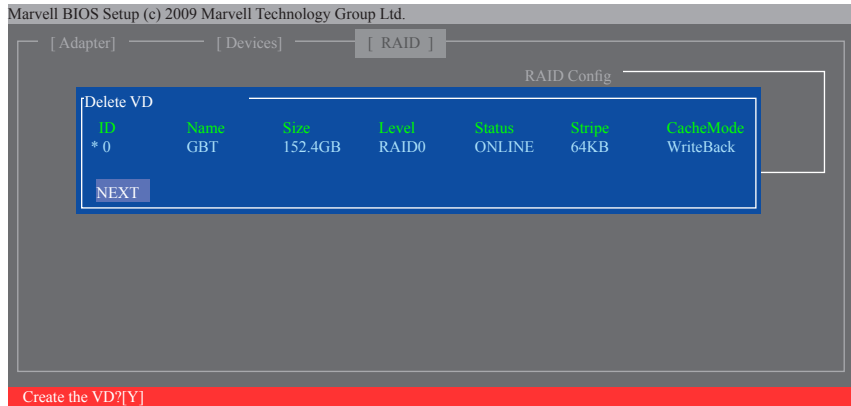 Marvell BIOS Setup (c) 2009 Marvell Technology Group Ltd.
[ Adapter] [ Devices] [ RAID ]
RAID Config
Delete VD
ID Name Size Level Status Stripe CacheMode
* 0 GBT 152.4GB RAID0 ONLINE 64KB WriteBack
NEXT
Create the VD?[Y]